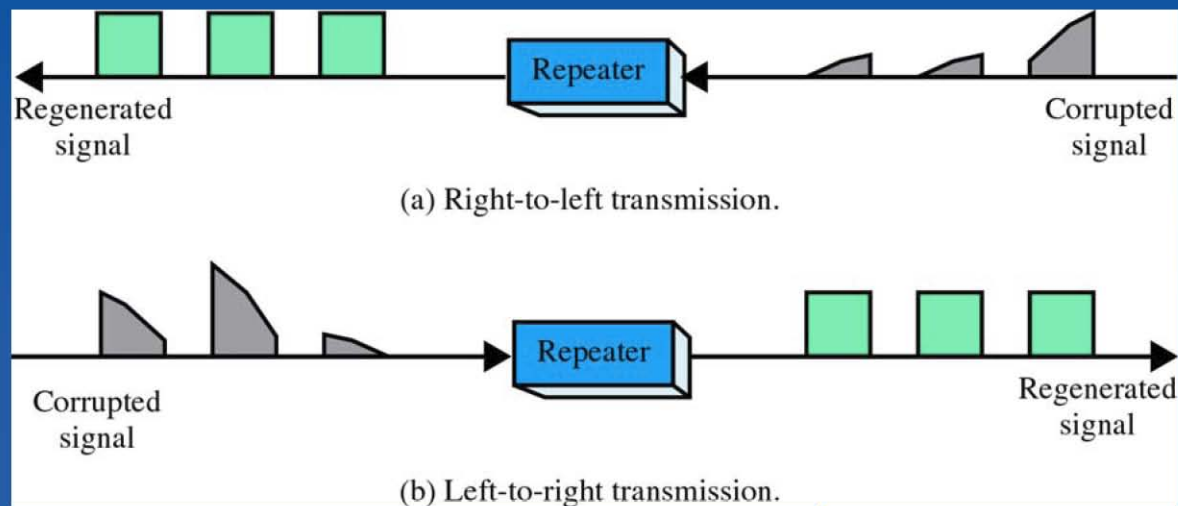 Repeater
Regenerated
signal
Corrupted
signal
(a) Right-to-left transmission.
Repeater
Corrupted
signal
Regenerated
signal
(b) Left-to-right transmission.